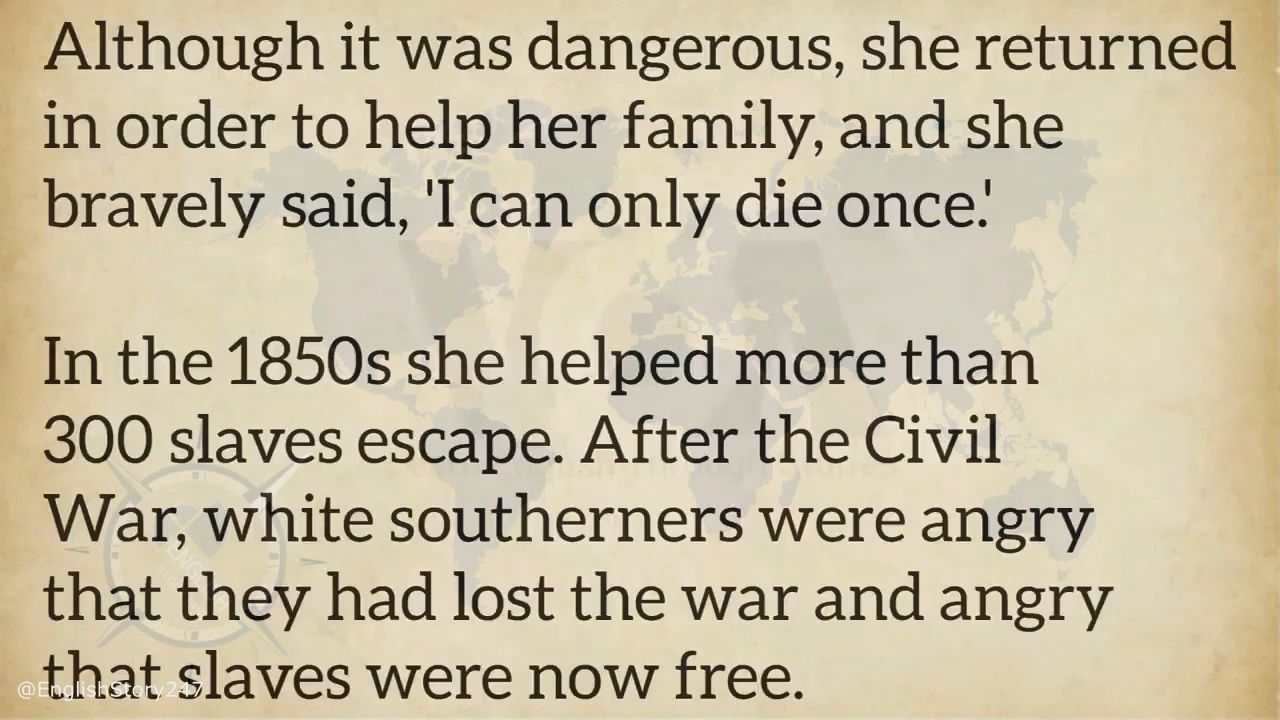 Although it was dangerous, she returned
in order to help her family, and she
bravely said, 'I can only die once.'
In the 1850s she helped more than
300 slaves escape. After the Civil
War, white southerners were angry
that they had lost the war and angry
that slaves were now free.
@EnglishStory247